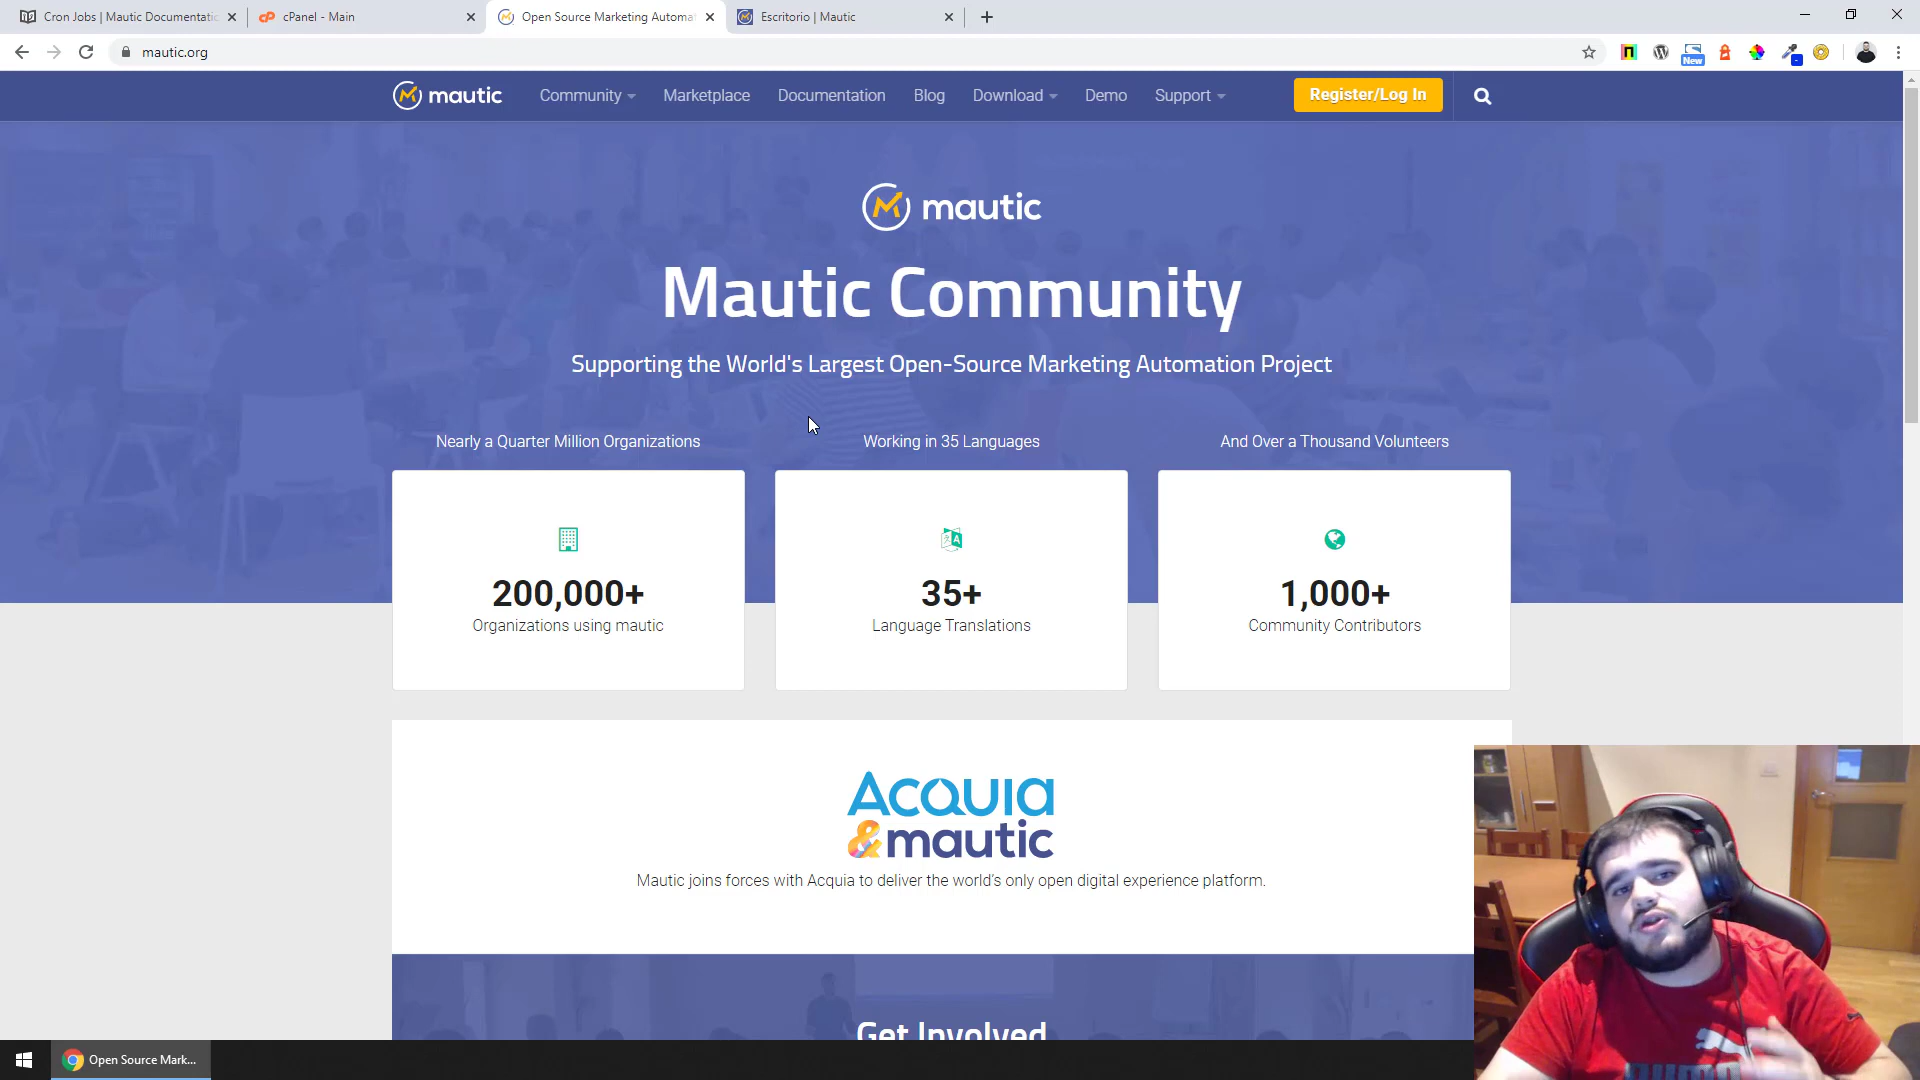 Cron Jobs | Mautic Documentatic
cPanel - Main
Open Source Marketing Automa
Escritorio | Mautic
mautic.org
New
mautic
Community
Marketplace
Documentation
Blog
Download
Demo
Support
Register/Log In
mautic
Mautic Community
Supporting the World's Largest Open-Source Marketing Automation Project
Nearly a Quarter Million Organizations
Working in 35 Languages
And Over a Thousand Volunteers
200,000+
Organizations using mautic
35+
Language Translations
1,000+
Community Contributors
Acquia
&mautic
Mautic joins forces with Acquia to deliver the world's only open digital experience platform.
Get Involved
Open Source Mark...